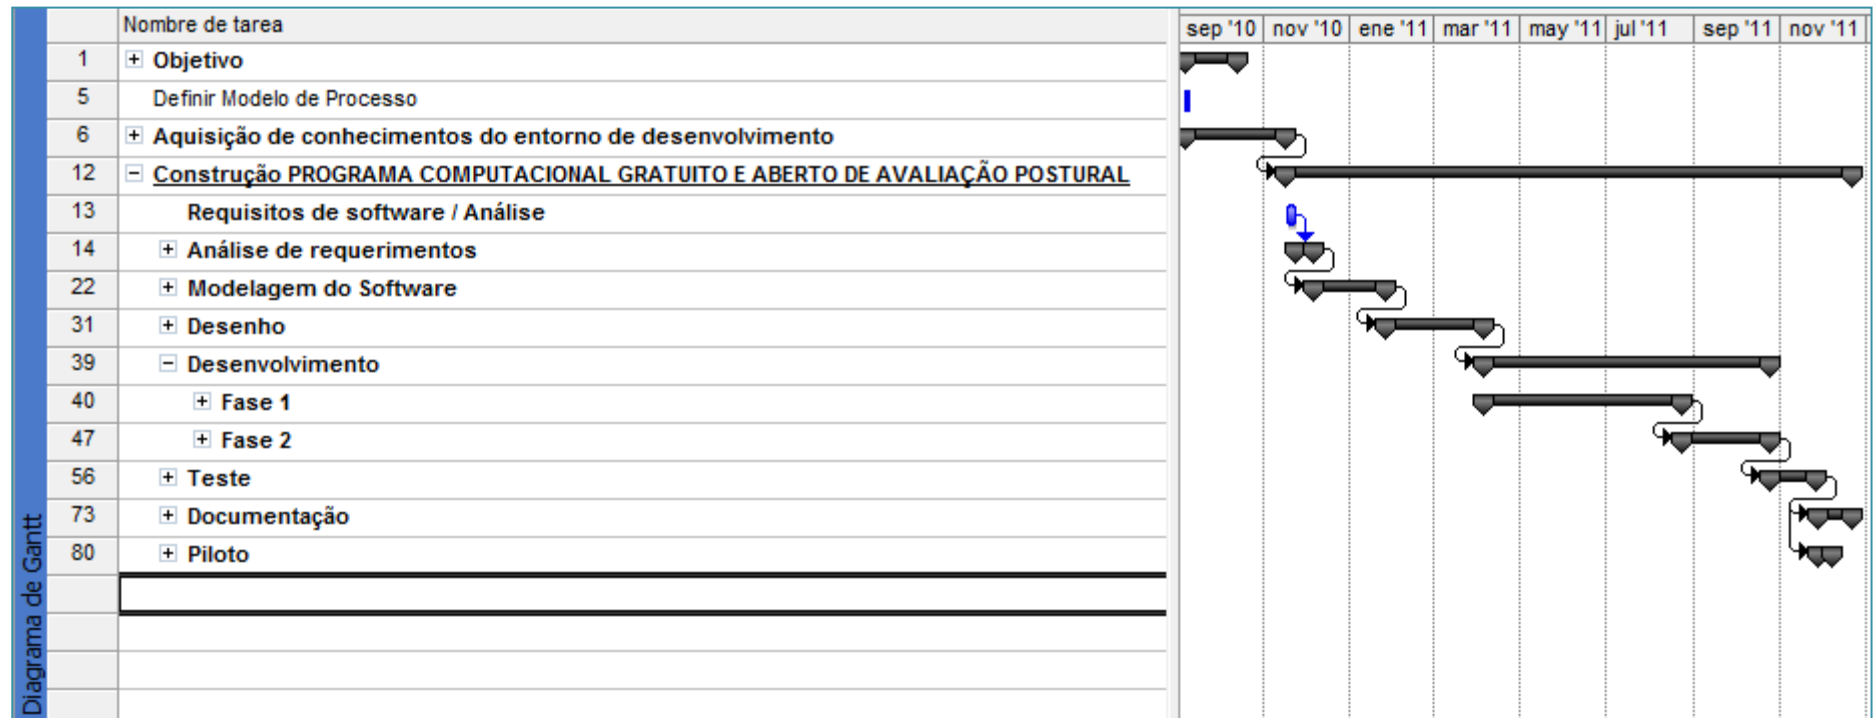 Nombre de tarea
sep '10 nov '10 ene '11 mar '11 may '11 jul '11 sep '11 nov '11
1 Objetivo
5 Definir Modelo de Processo
6 Aquisição de conhecimentos do entorno de desenvolvimento
12 Construção PROGRAMA COMPUTACIONAL GRATUITO E ABERTO DE AVALIAÇÃO POSTURAL
13 Requisitos de software / Análise
14 Análise de requerimentos
22 Modelagem do Software
31 Desenho
39 Desenvolvimento
40 Fase 1
47 Fase 2
56 Teste
73 Documentação
80 Piloto
Diagrama de Gantt